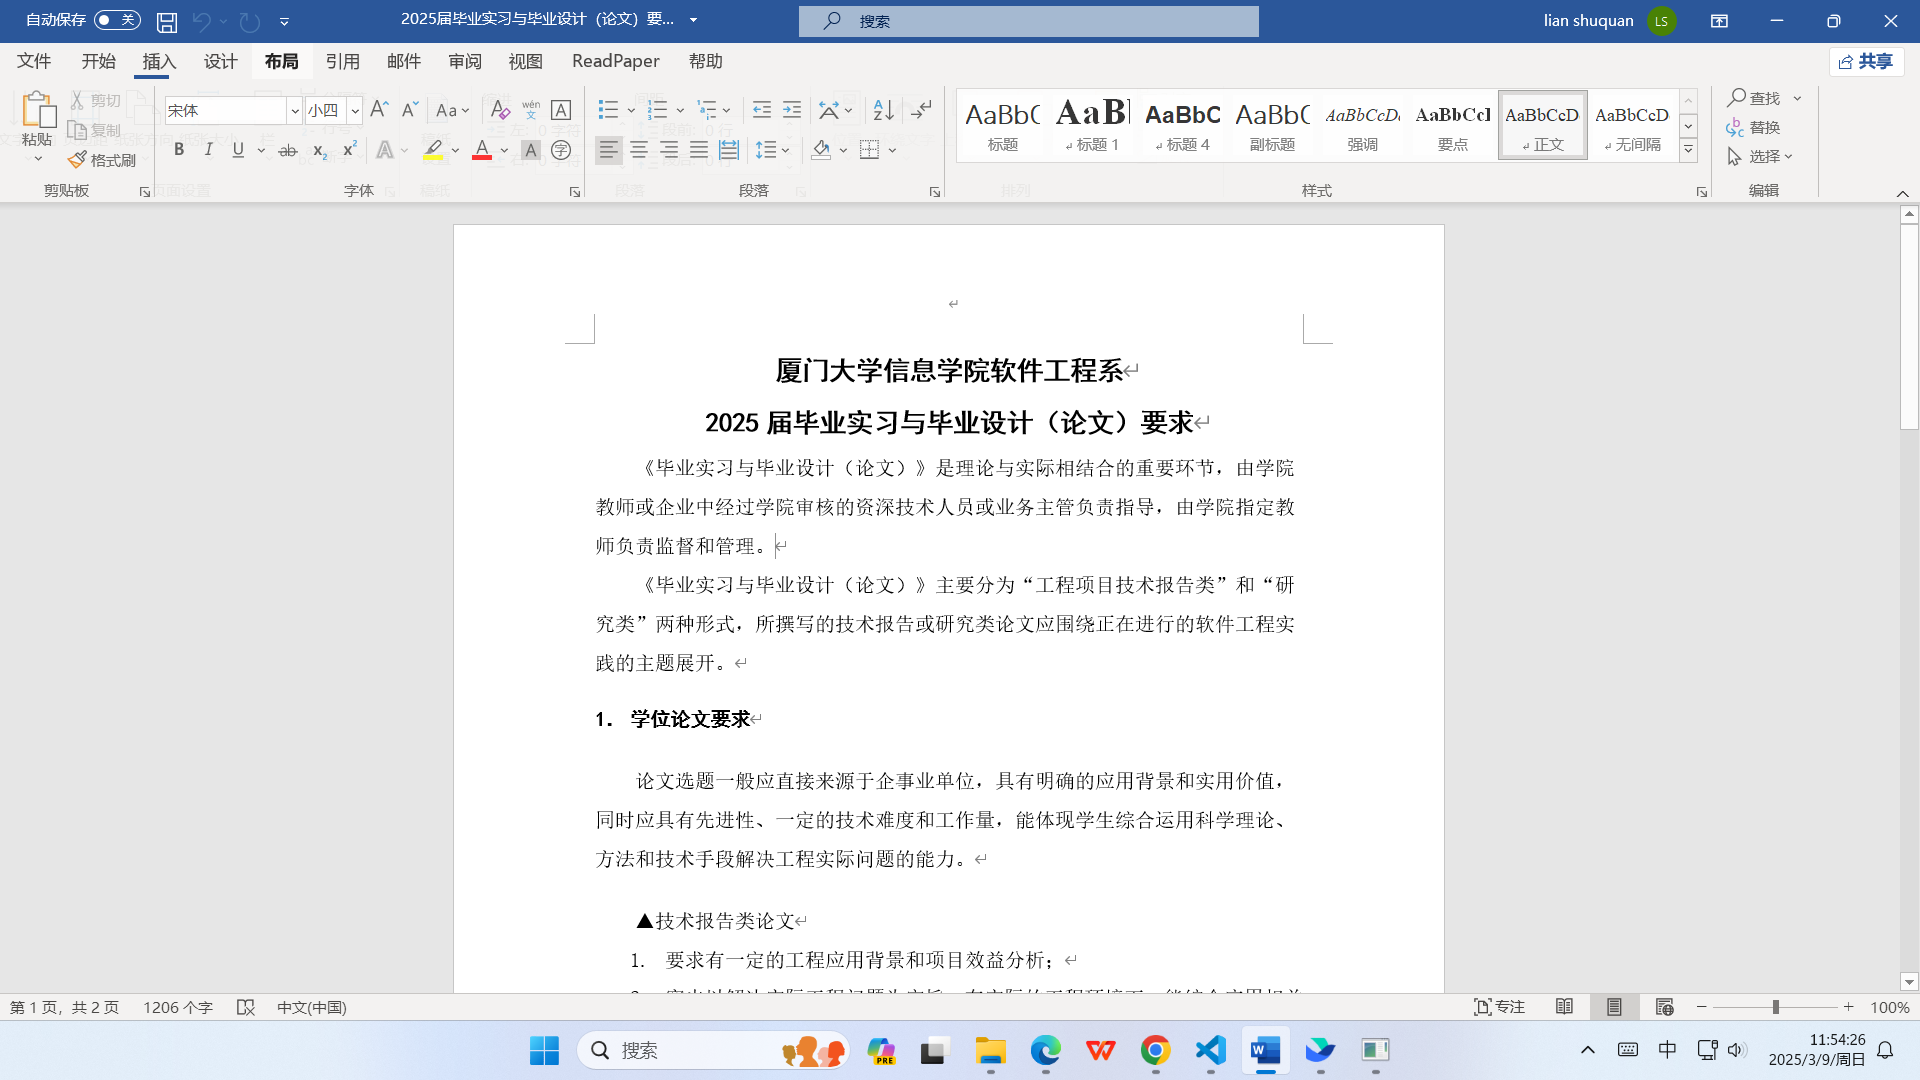 自动保存 关 2025届毕业实习与毕业设计（论文）要... 搜索 lian shuquan LS
文件 开始 插入 设计 布局 引用 邮件 审阅 视图 ReadPaper 帮助 共享
粘贴 剪切 复制 格式刷
宋体 小四
剪贴板 字体 段落 样式 编辑
AaBbC 标题 AaBl 标题 1 AaBbC 标题 4 AaBbC 副标题 AaBbCcD 强调 AaBbCcI 要点 AaBbCcD 正文 AaBbCcD 无间隔
查找 替换 选择
厦门大学信息学院软件工程系
2025 届毕业实习与毕业设计（论文）要求
《毕业实习与毕业设计（论文）》是理论与实际相结合的重要环节，由学院
教师或企业中经过学院审核的资深技术人员或业务主管负责指导，由学院指定教
师负责监督和管理。
《毕业实习与毕业设计（论文）》主要分为“工程项目技术报告类”和“研
究类”两种形式，所撰写的技术报告或研究类论文应围绕正在进行的软件工程实
践的主题展开。
1. 学位论文要求
论文选题一般应直接来源于企事业单位，具有明确的应用背景和实用价值，
同时应具有先进性、一定的技术难度和工作量，能体现学生综合运用科学理论、
方法和技术手段解决工程实际问题的能力。
▲技术报告类论文
1. 要求有一定的工程应用背景和项目效益分析；
第 1 页，共 2 页 1206 个字 中文(中国) 专注 100%
搜索 PRE 中 11:54:26
2025/3/9/周日